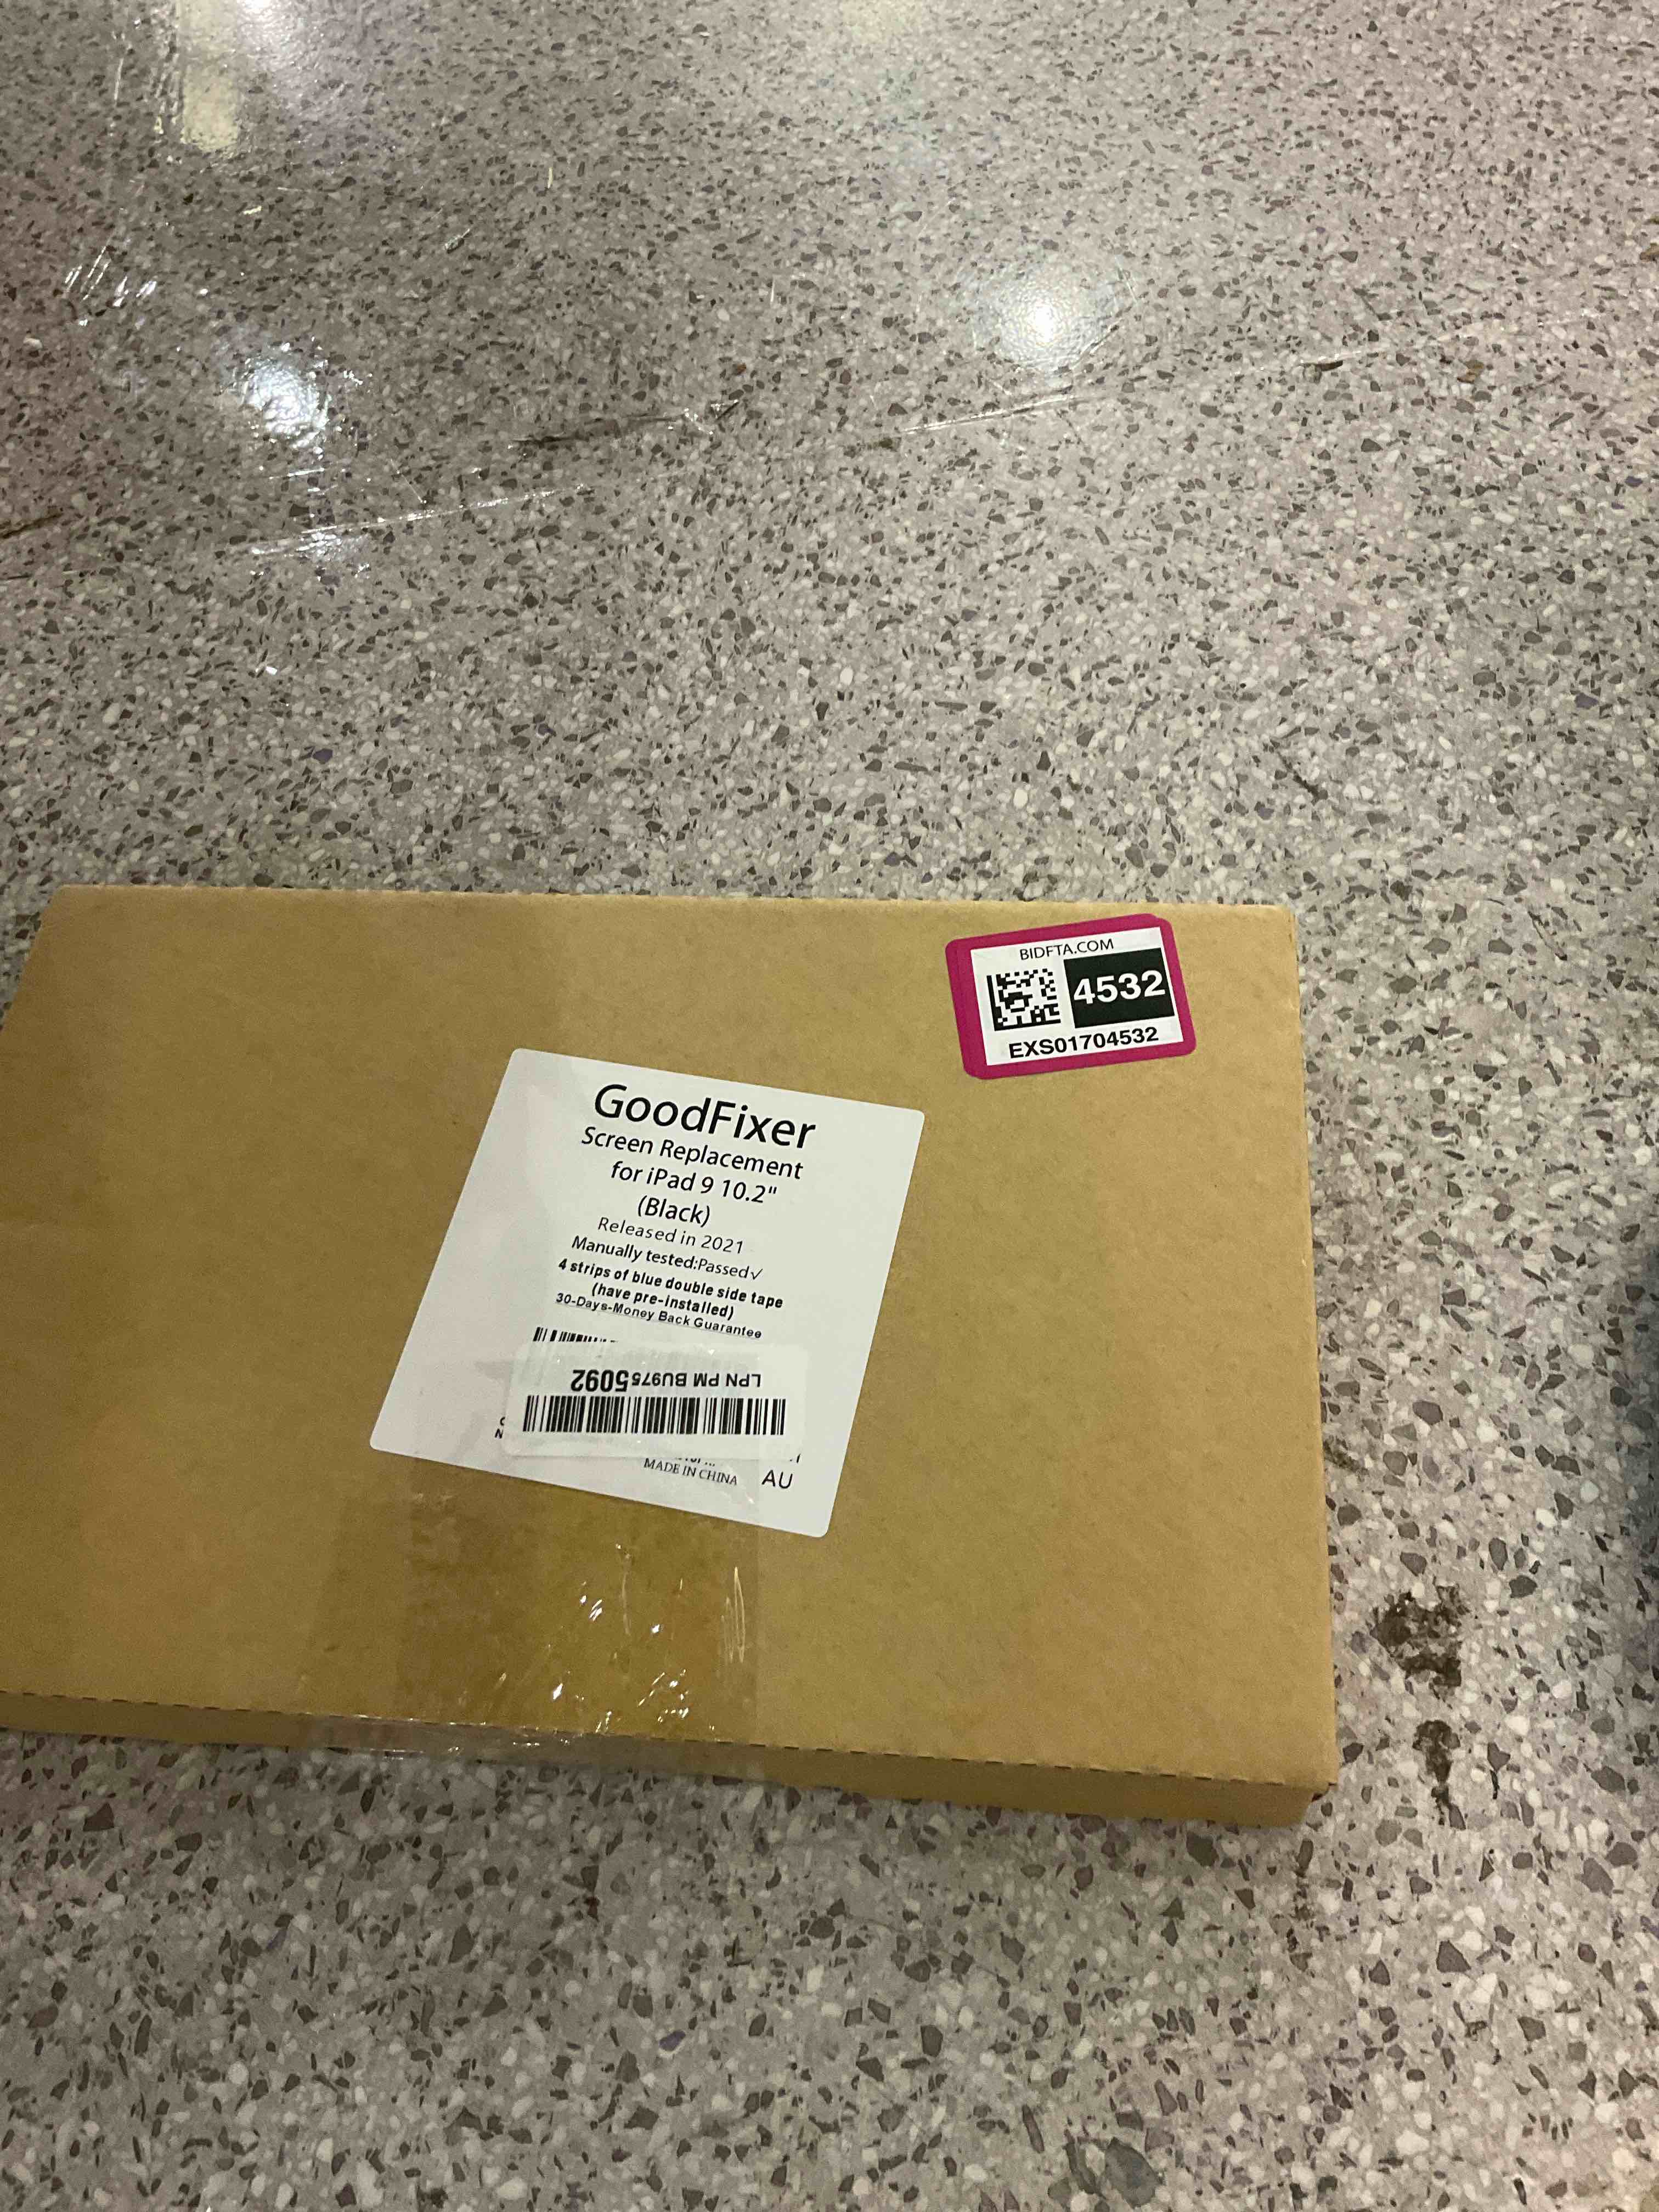 BIDFTA.COM
4532
EXS01704532
GoodFixer
Screen Replacement
for iPad 9 10.2"
(Black)
Released in 2021
Manually tested:Passed√
4 strips of blue double side tape
(have pre-installed)
30-Days-Money Back Guarantee
LPN PM BU9755092
MADE IN CHINA
AU